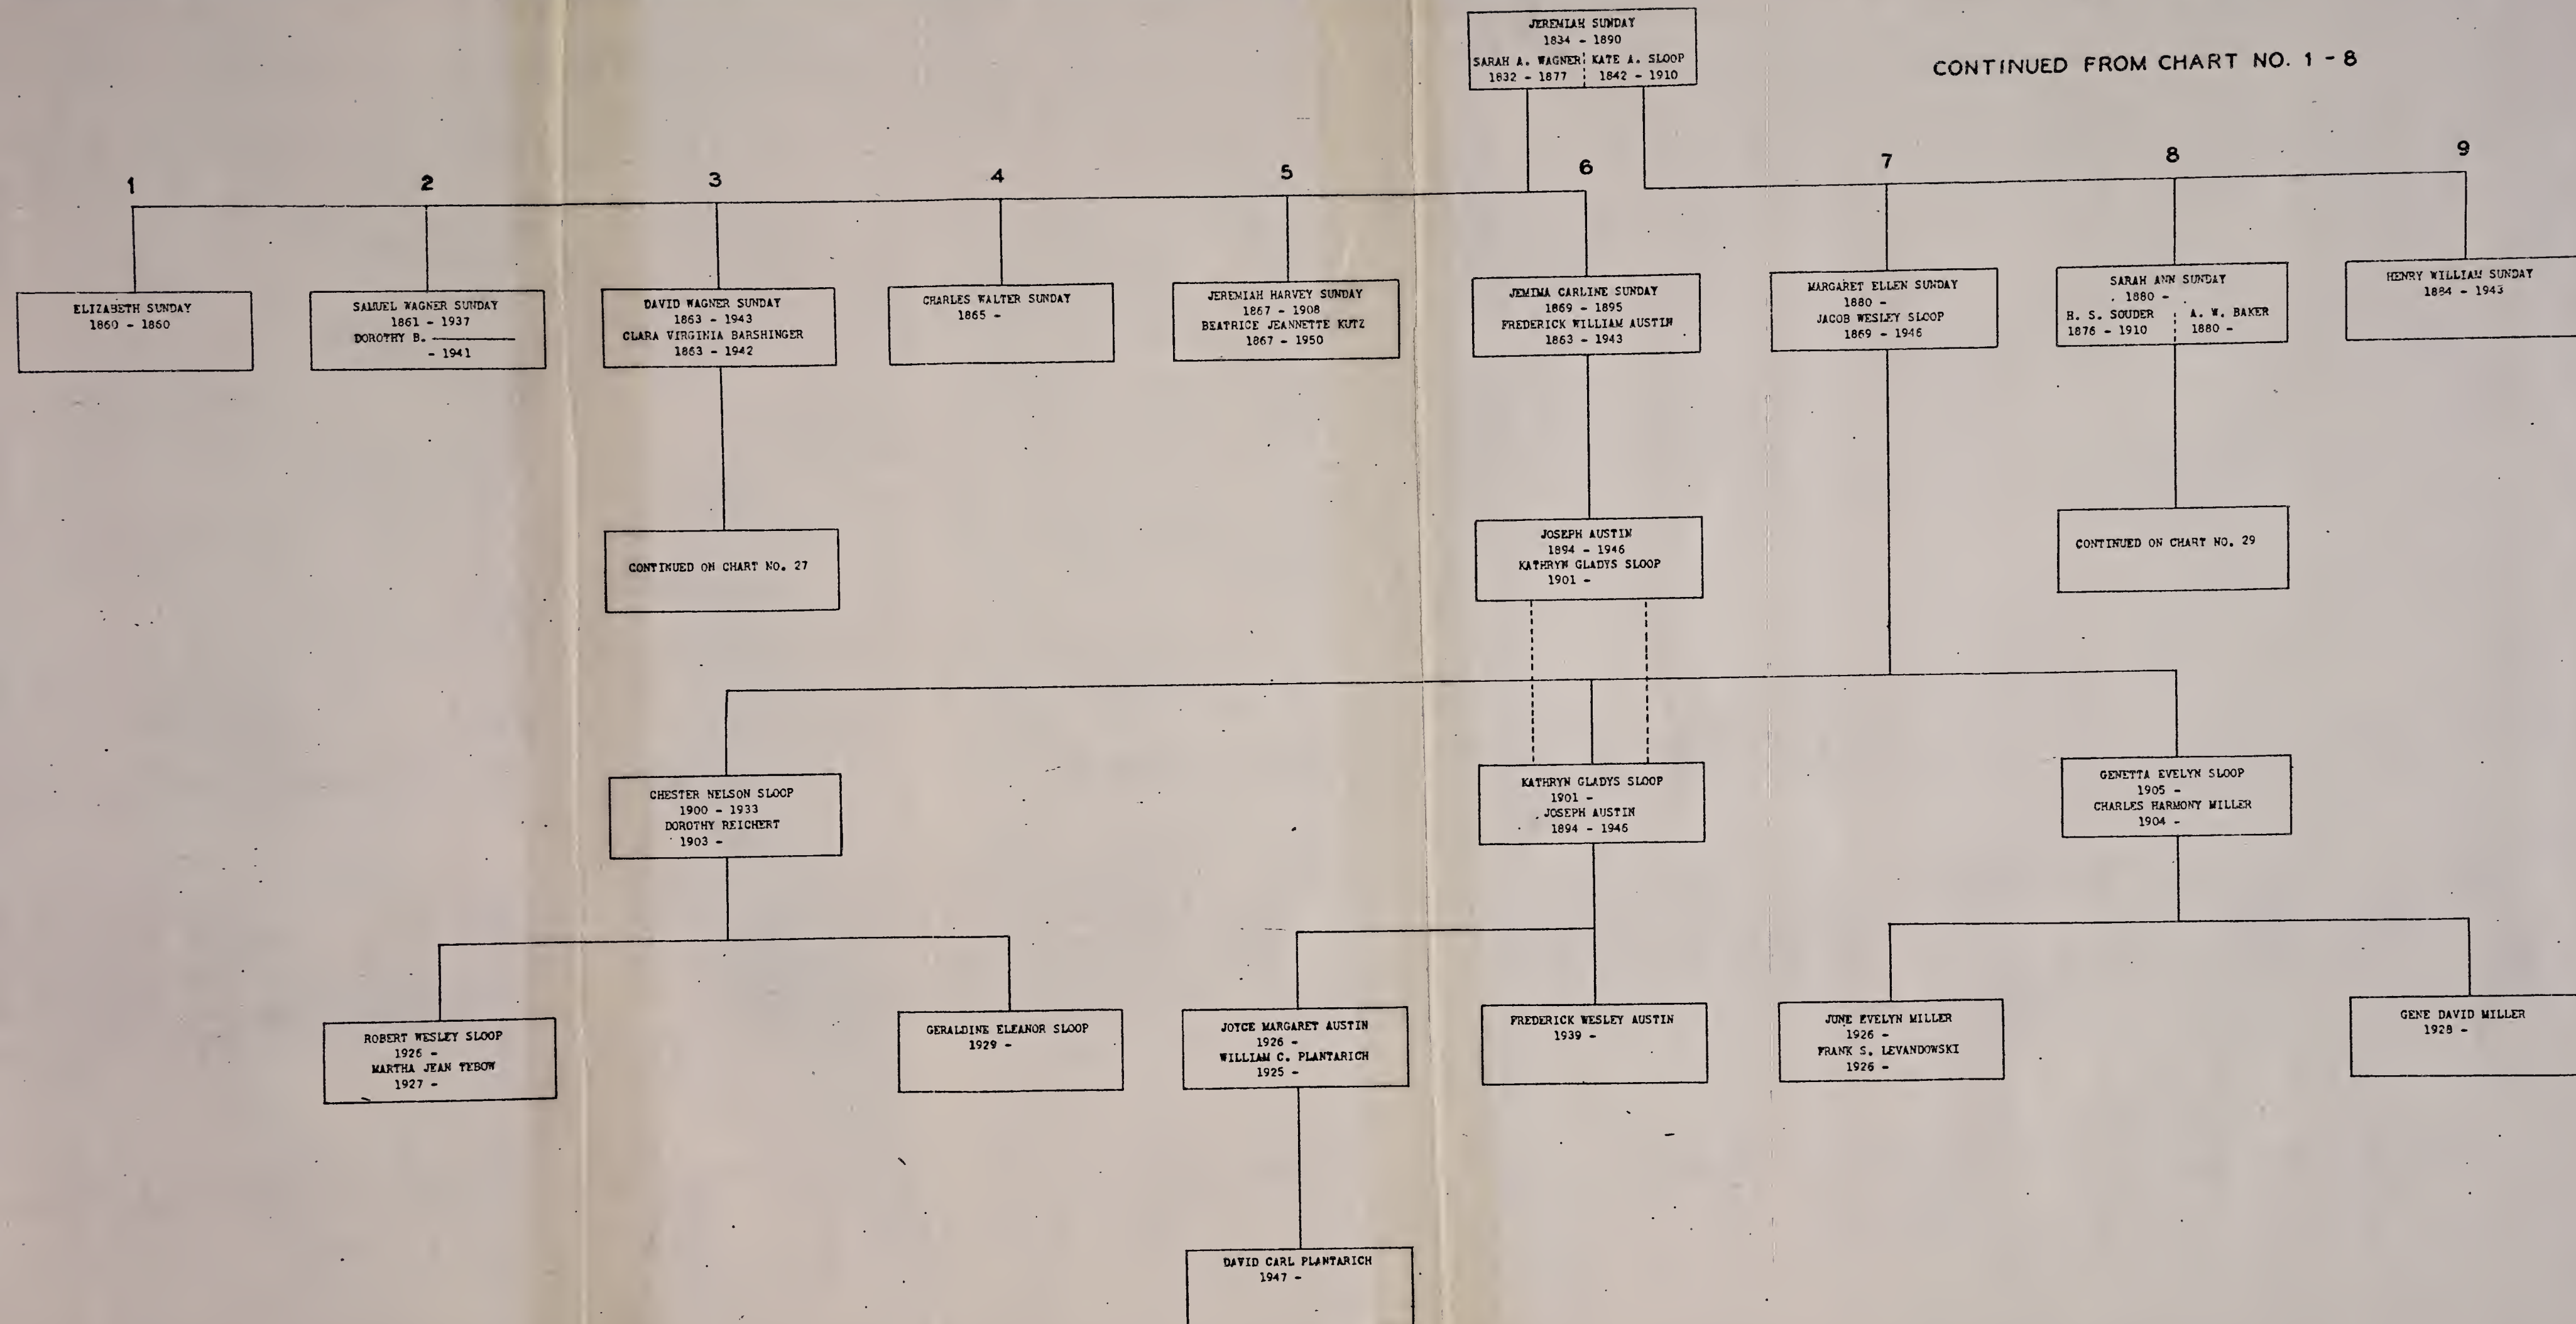 JEREMIAH SUNDAY
1834 - 1890
SARAH A. WAGNER KATE A. SLOOP
1832 - 1877 1842 - 1910
CONTINUED FROM CHART NO. 1 - 8
1 2 3 4 5 6 7 8 9
ELIZABETH SUNDAY
1860 - 1860
SAMUEL WAGNER SUNDAY
1861 - 1937
DOROTHY B. ________
- 1941
DAVID WAGNER SUNDAY
1863 - 1943
CLARA VIRGINIA BARSHINGER
1863 - 1942
CHARLES WALTER SUNDAY
1865 -
JEREMIAH HARVEY SUNDAY
1867 - 1908
BEATRICE JEANNETTE KUTZ
1867 - 1950
JEMIMA CARLINE SUNDAY
1869 - 1895
FREDERICK WILLIAM AUSTIN
1863 - 1943
MARGARET ELLEN SUNDAY
1880 -
JACOB WESLEY SLOOP
1869 - 1946
SARAH ANN SUNDAY
1880 -
H. S. SOUDER A. W. BAKER
1876 - 1910 1880 -
HENRY WILLIAM SUNDAY
1884 - 1943
CONTINUED ON CHART NO. 27
JOSEPH AUSTIN
1894 - 1946
KATHRYN GLADYS SLOOP
1901 -
CONTINUED ON CHART NO. 29
CHESTER NELSON SLOOP
1900 - 1933
DOROTHY REICHERT
1903 -
KATHRYN GLADYS SLOOP
1901 -
JOSEPH AUSTIN
1894 - 1946
GENETTA EVELYN SLOOP
1905 -
CHARLES HARMONY MILLER
1904 -
ROBERT WESLEY SLOOP
1926 -
MARTHA JEAN TEBOW
1927 -
GERALDINE ELEANOR SLOOP
1929 -
JOYCE MARGARET AUSTIN
1926 -
WILLIAM C. PLANTARICH
1925 -
FREDERICK WESLEY AUSTIN
1939 -
JUNE EVELYN MILLER
1926 -
FRANK S. LEVANDOWSKI
1926 -
GENE DAVID MILLER
1928 -
DAVID CARL PLANTARICH
1947 -